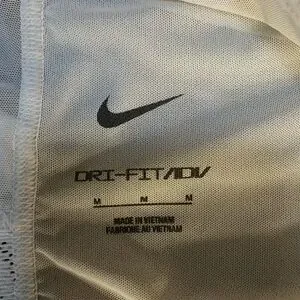 DRI-FIT/ADV
M M M
MADE IN VIETNAM
FABRIQUÉ AU VIETNAM